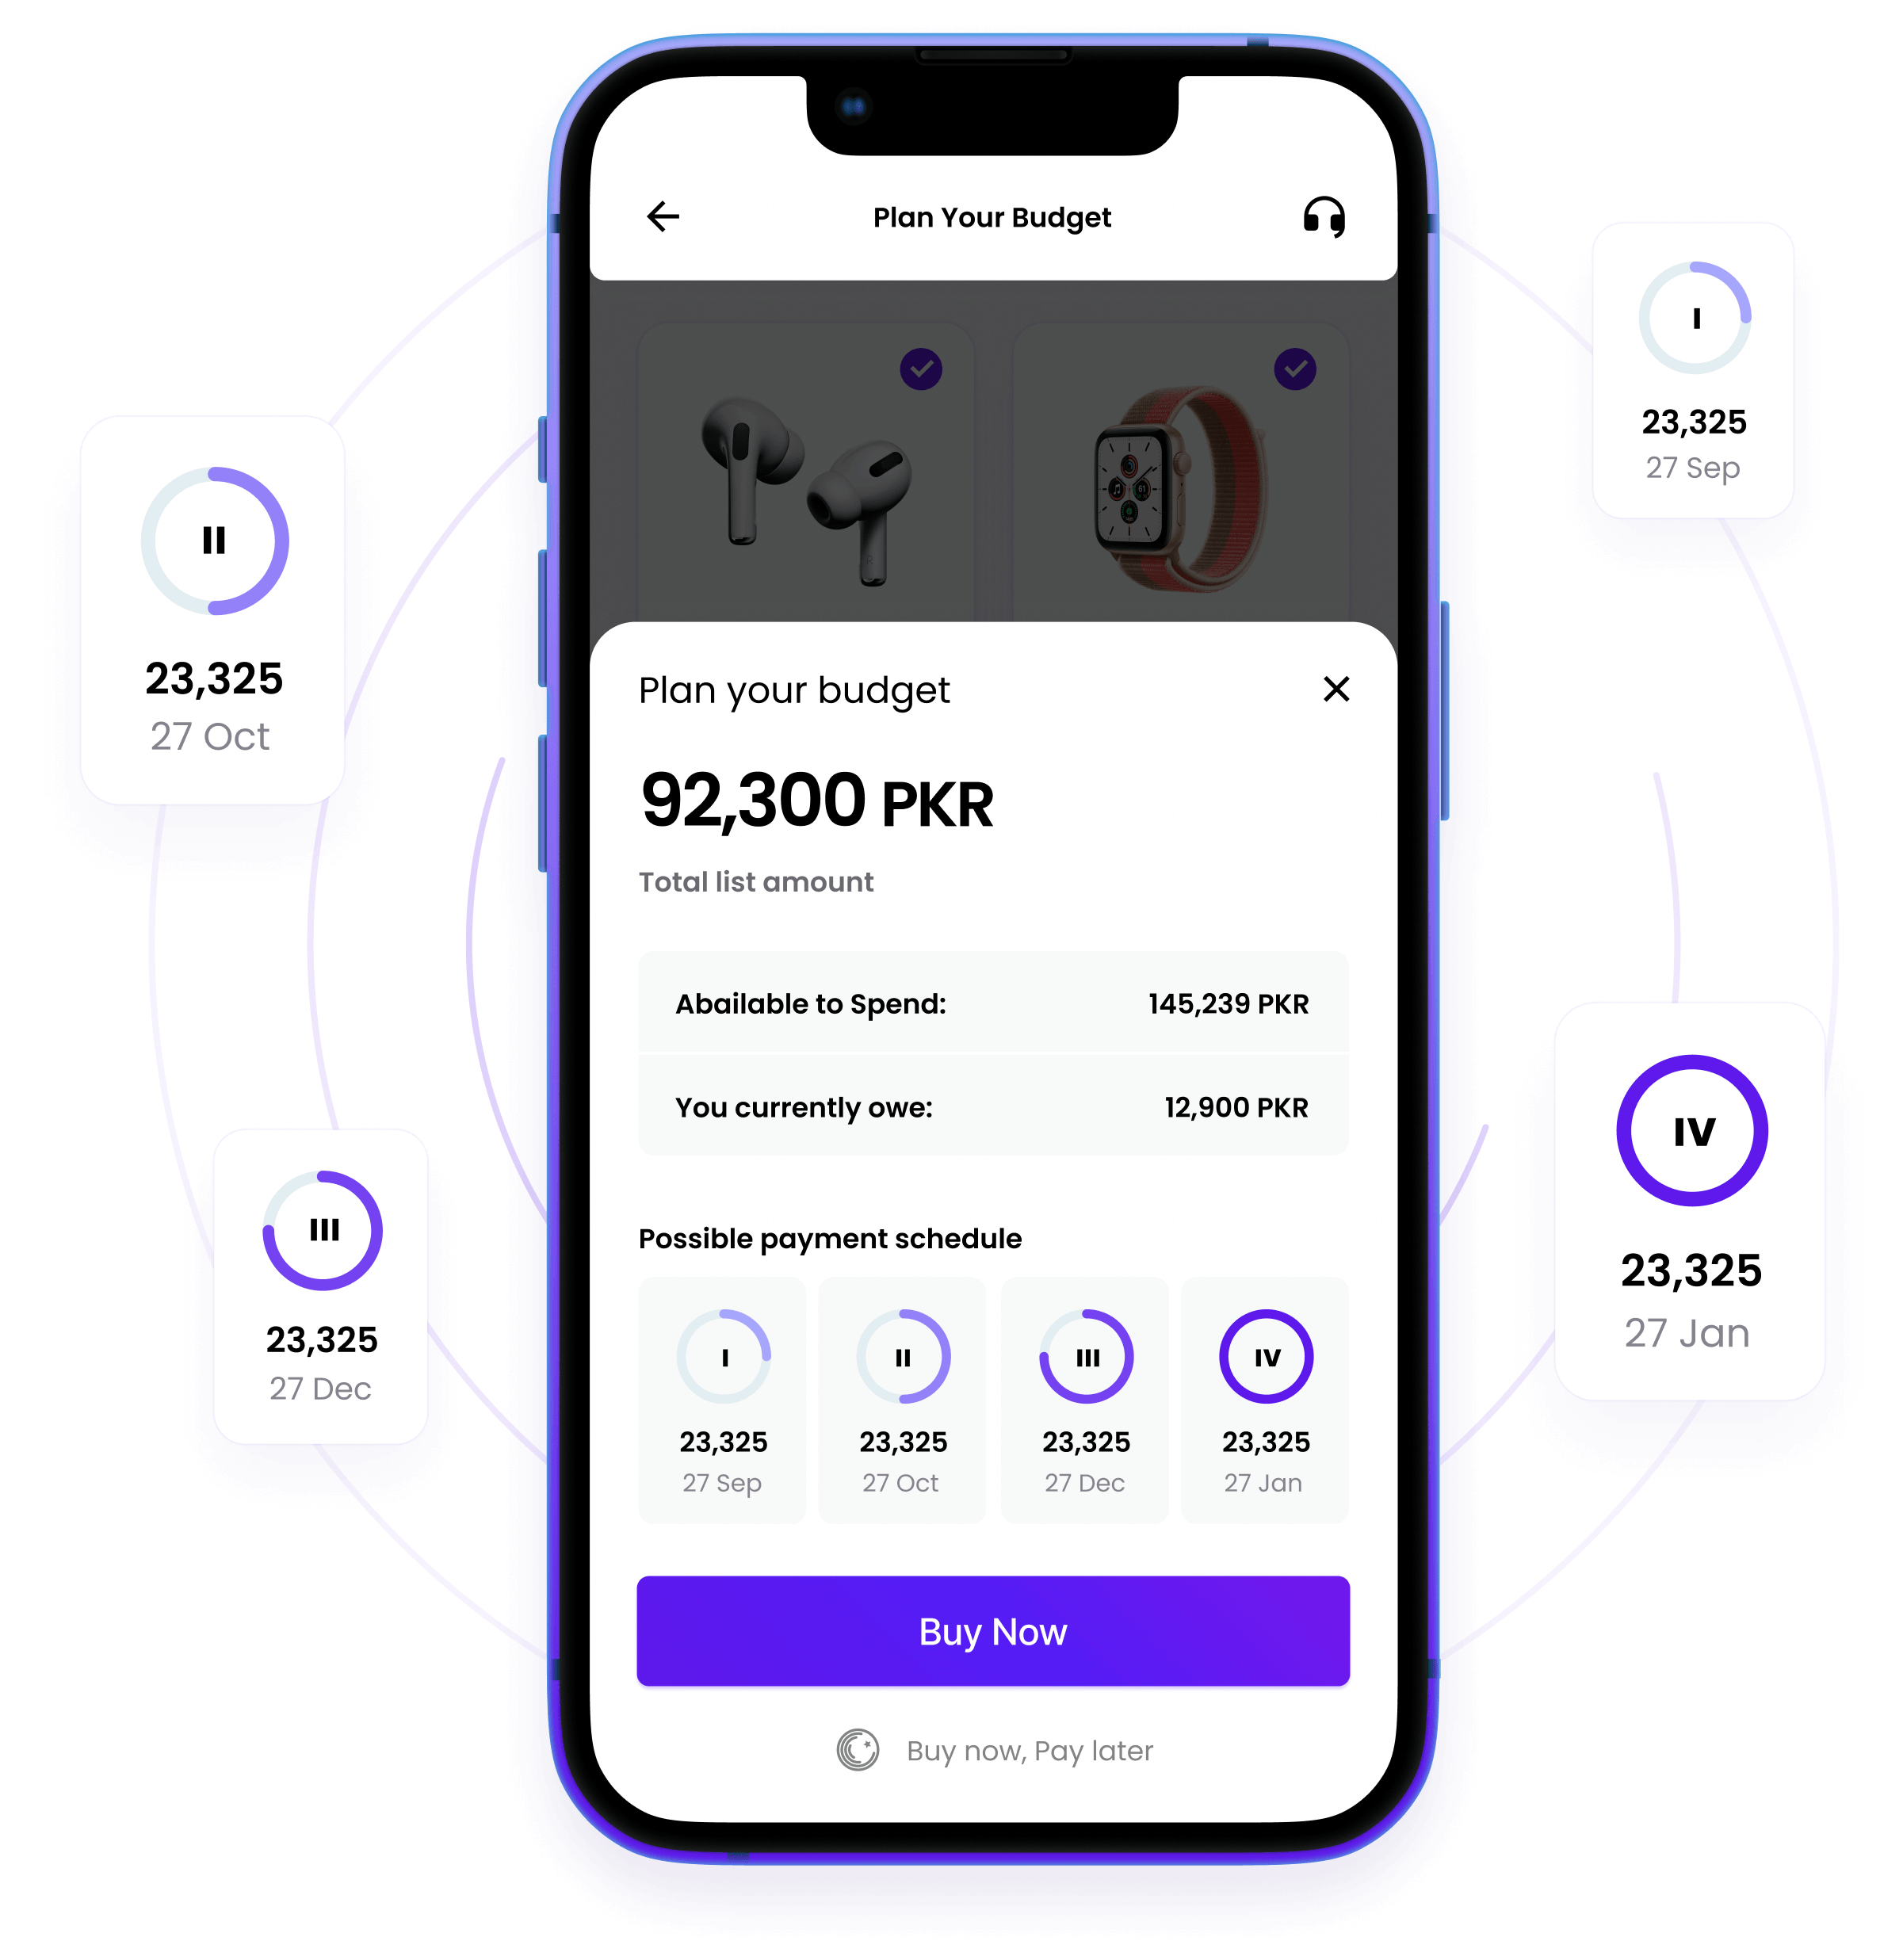 Plan Your Budget
I
23,325
27 Sep
II
23,325
27 Oct
Plan your budget
92,300 PKR
Total list amount
Abailable to Spend: 145,239 PKR
You currently owe: 12,900 PKR
III
23,325
27 Dec
IV
23,325
27 Jan
Possible payment schedule
I II III IV
23,325 23,325 23,325 23,325
27 Sep 27 Oct 27 Dec 27 Jan
Buy Now
Buy now, Pay later